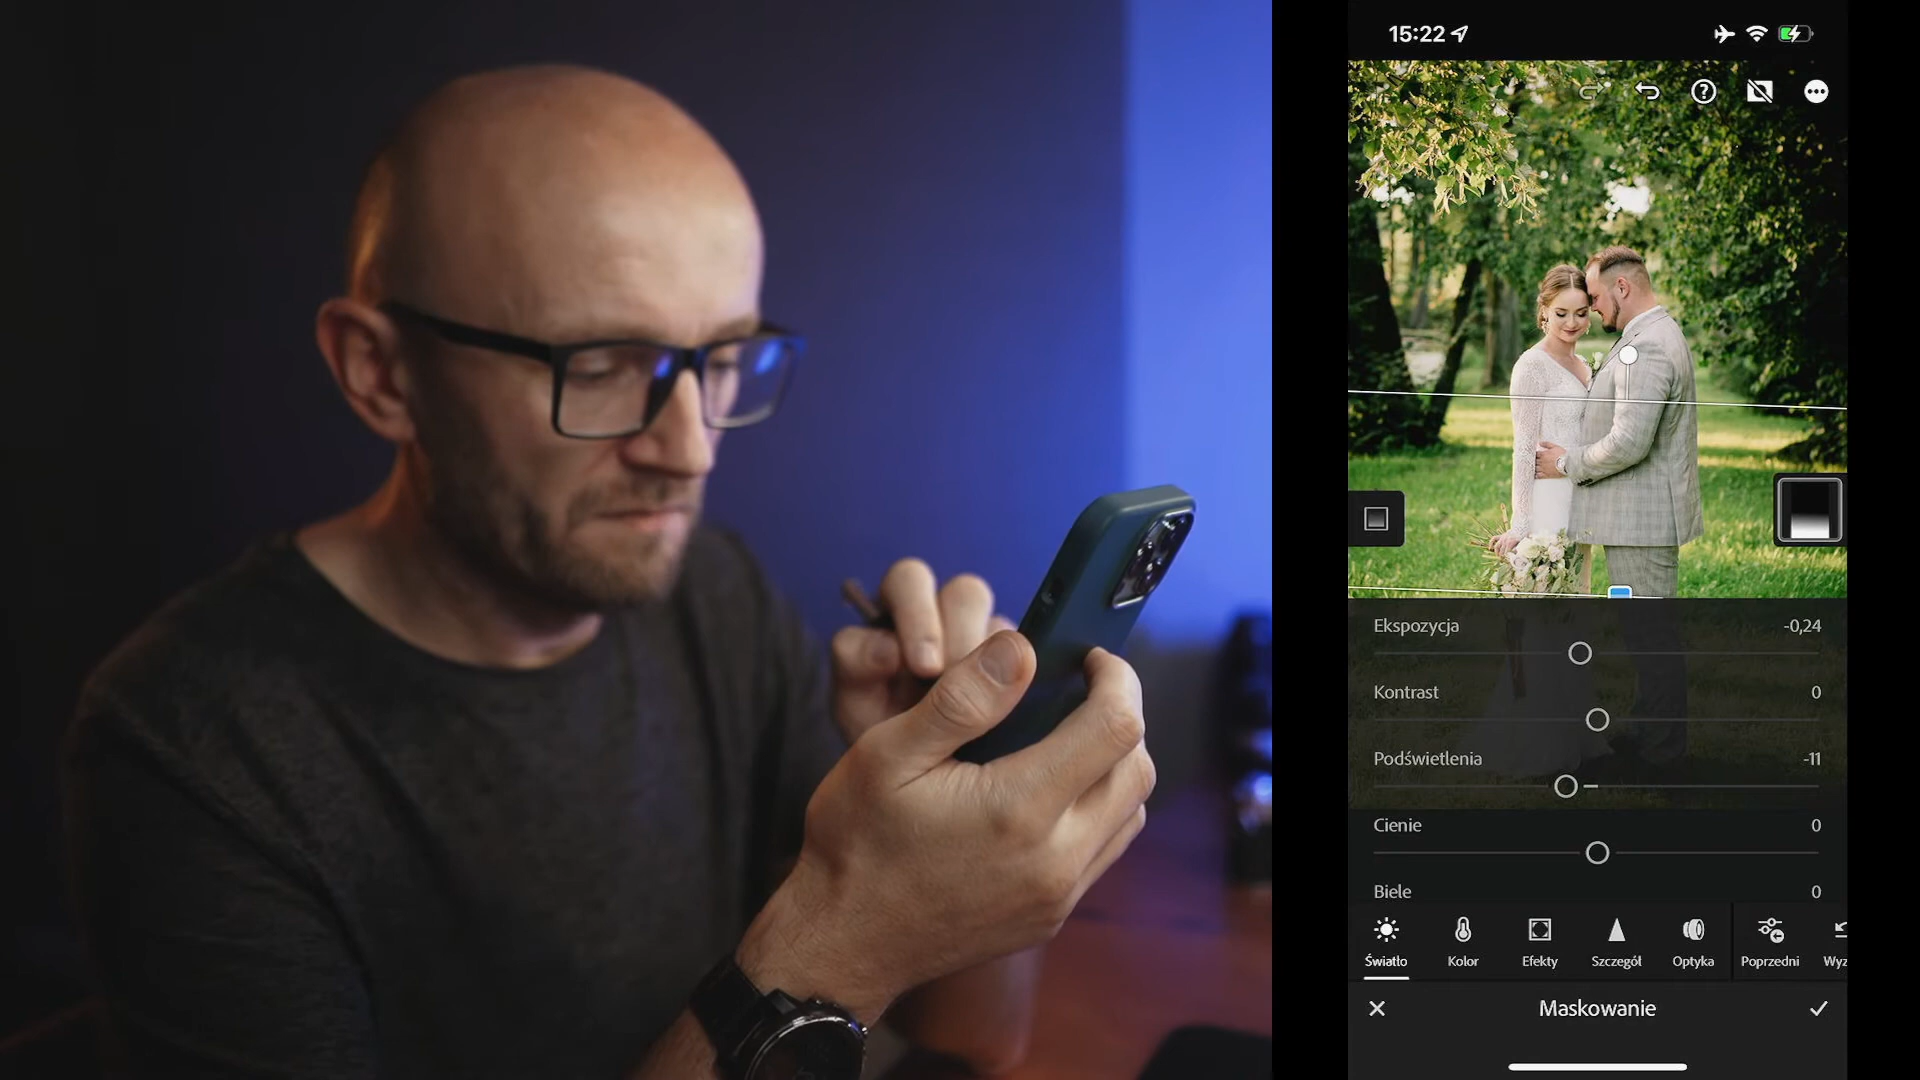 15:22
Ekspozycja -0,24
Kontrast 0
Podświetlenia -11
Cienie 0
Biele 0
Światło Kolor Efekty Szczegół Optyka Poprzedni Wyz
Maskowanie